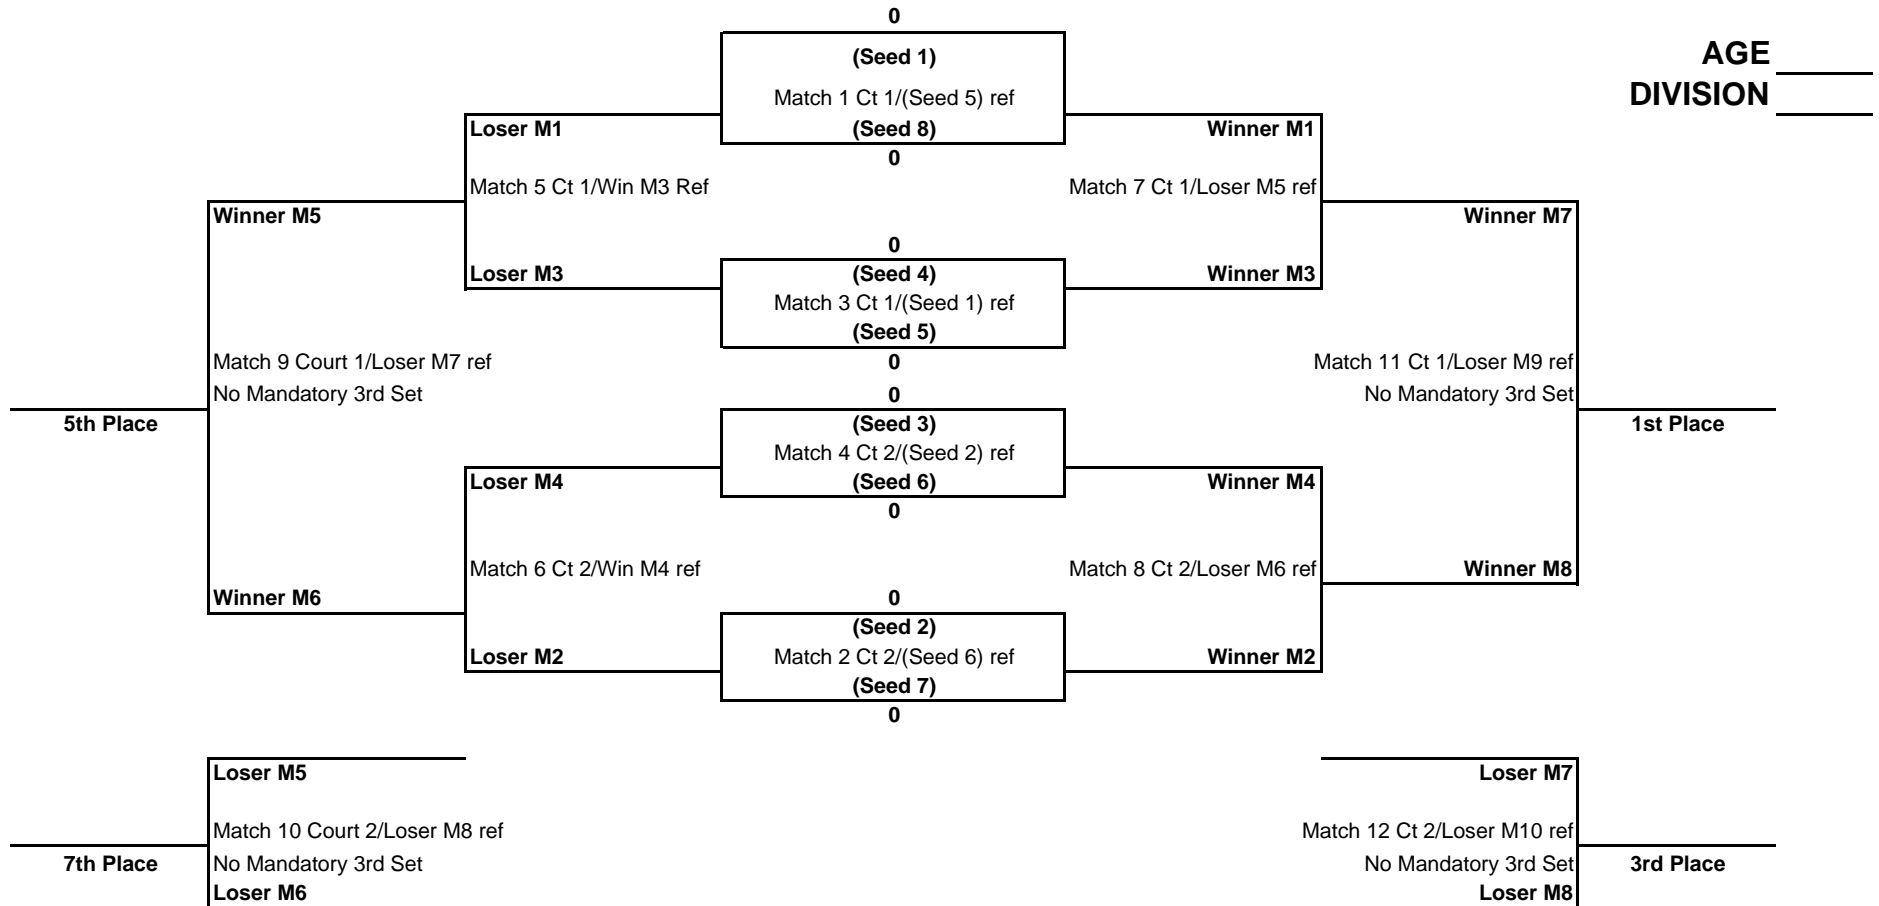 0
(Seed 1)
AGE
Match 1 Ct 1/(Seed 5) ref
DIVISION
Loser M1
(Seed 8)
Winner M1
0
Match 5 Ct 1/Win M3 Ref
Match 7 Ct 1/Loser M5 ref
Winner M5
Winner M7
0
Loser M3
(Seed 4)
Winner M3
Match 3 Ct 1/(Seed 1) ref
(Seed 5)
Match 9 Court 1/Loser M7 ref
0
Match 11 Ct 1/Loser M9 ref
No Mandatory 3rd Set
0
No Mandatory 3rd Set
5th Place
(Seed 3)
1st Place
Match 4 Ct 2/(Seed 2) ref
Loser M4
(Seed 6)
Winner M4
0
Match 6 Ct 2/Win M4 ref
Match 8 Ct 2/Loser M6 ref
Winner M8
Winner M6
0
(Seed 2)
Loser M2
Match 2 Ct 2/(Seed 6) ref
Winner M2
(Seed 7)
0
Loser M5
Loser M7
Match 10 Court 2/Loser M8 ref
Match 12 Ct 2/Loser M10 ref
7th Place
No Mandatory 3rd Set
No Mandatory 3rd Set
3rd Place
Loser M6
Loser M8